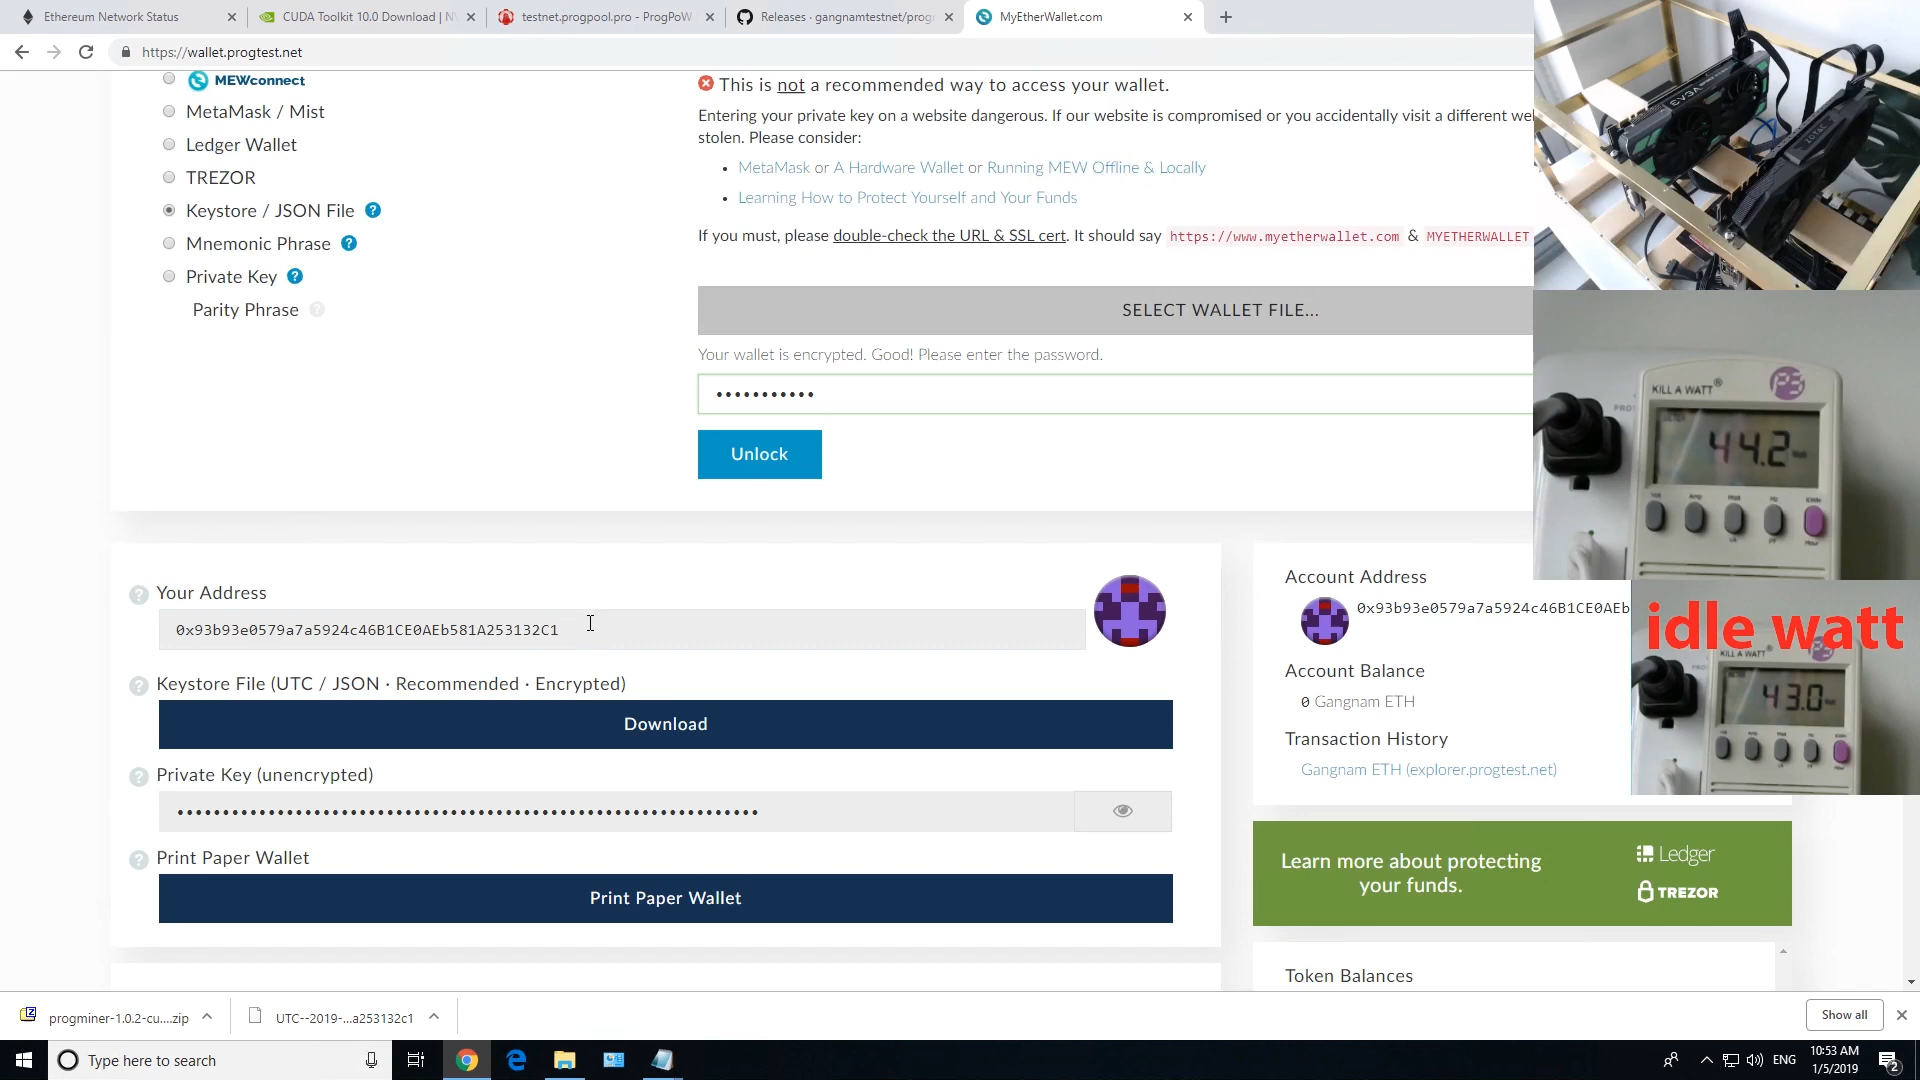 Ethereum Network Status
CUDA Toolkit 10.0 Download | NV
testnet.progpool.pro - ProgPoW
Releases · gangnamtestnet/progm
MyEtherWallet.com
https://wallet.progtest.net
MEWconnect
MetaMask / Mist
Ledger Wallet
TREZOR
Keystore / JSON File
Mnemonic Phrase
Private Key
Parity Phrase
This is not a recommended way to access your wallet.
Entering your private key on a website dangerous. If our website is compromised or you accidentally visit a different we
stolen. Please consider:
MetaMask or A Hardware Wallet or Running MEW Offline & Locally
Learning How to Protect Yourself and Your Funds
If you must, please double-check the URL & SSL cert. It should say https://www.myetherwallet.com & MYETHERWALLET
SELECT WALLET FILE...
Your wallet is encrypted. Good! Please enter the password.
Unlock
Your Address
0x93b93e0579a7a5924c46B1CE0AEb581A253132C1
Keystore File (UTC / JSON · Recommended · Encrypted)
Download
Private Key (unencrypted)
Print Paper Wallet
Print Paper Wallet
Account Address
0x93b93e0579a7a5924c46B1CE0AEb
Account Balance
0 Gangnam ETH
Transaction History
Gangnam ETH (explorer.progtest.net)
Learn more about protecting
your funds.
Ledger
TREZOR
Token Balances
EVGA
ZOTAC
KILL A WATT®
P3
44.2
idle watt
KILL A WATT
43.0
progminer-1.0.2-cu....zip
UTC--2019-...a253132c1
Show all
Type here to search
ENG
10:53 AM
1/5/2019
2